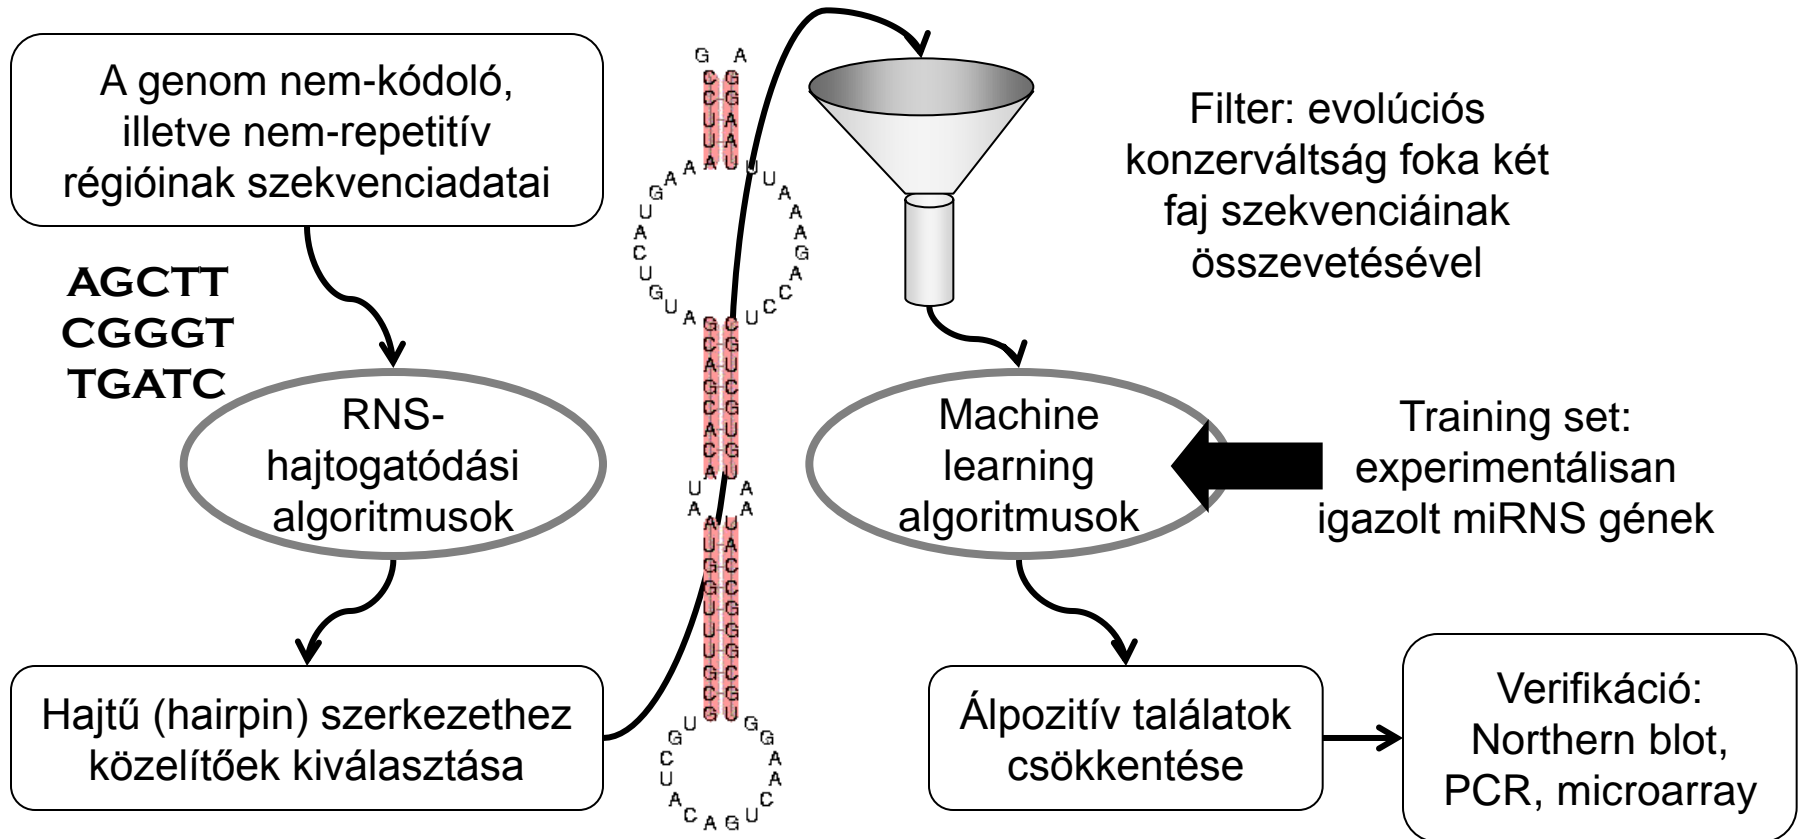 A genom nem-kódoló,
illetve nem-repetitív
régióinak szekvenciadatai
AGCTT
CGGGT
TGATC
RNS-
hajtogatódási
algoritmusok
Hajtű (hairpin) szerkezethez
közelítőek kiválasztása
Filter: evolúciós
konzerváltság foka két
faj szekvenciáinak
összevetésével
Machine
learning
algoritmusok
Training set:
experimentálisan
igazolt miRNS gének
Álpozitív találatok
csökkentése
Verifikáció:
Northern blot,
PCR, microarray